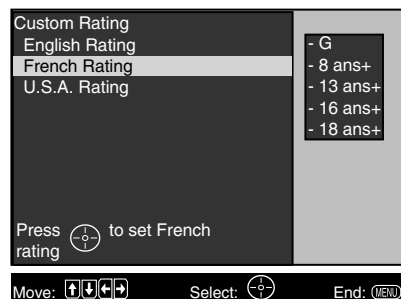 Custom Rating
English Rating
French Rating
U.S.A. Rating
- G
- 8 ans+
- 13 ans+
- 16 ans+
- 18 ans+
Press to set French
rating
Move: Select: End: MENU